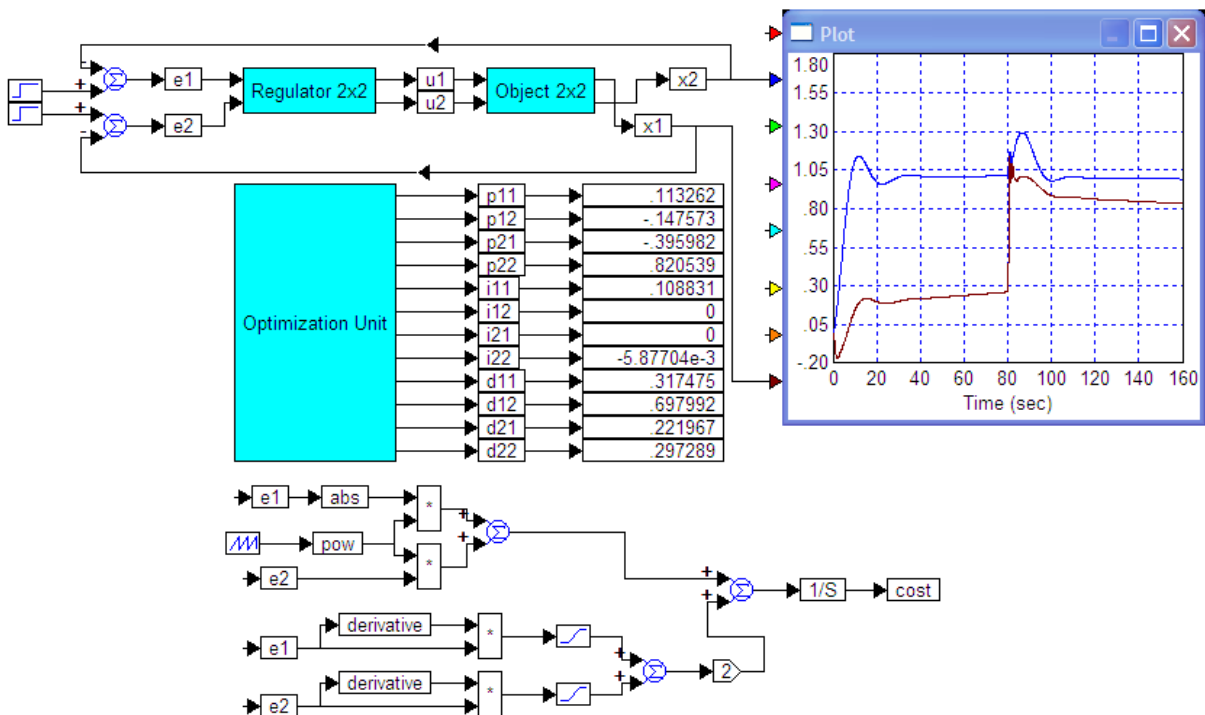 Plot
e1
Regulator 2x2
u1
u2
Object 2x2
x2
x1
e2
+
+
-
-
Optimization Unit
p11 .113262
p12 -.147573
p21 -.395982
p22 .820539
i11 .108831
i12 0
i21 0
i22 -5.87704e-3
d11 .317475
d12 .697992
d21 .221967
d22 .297289
1.80
1.55
1.30
1.05
.80
.55
.30
.05
-.20
0 20 40 60 80 100 120 140 160
Time (sec)
e1 abs *
+
+
Σ
pow
e2 *
+
+
Σ
1/S
cost
e1 derivative *
+
+
Σ
2
e2 derivative *